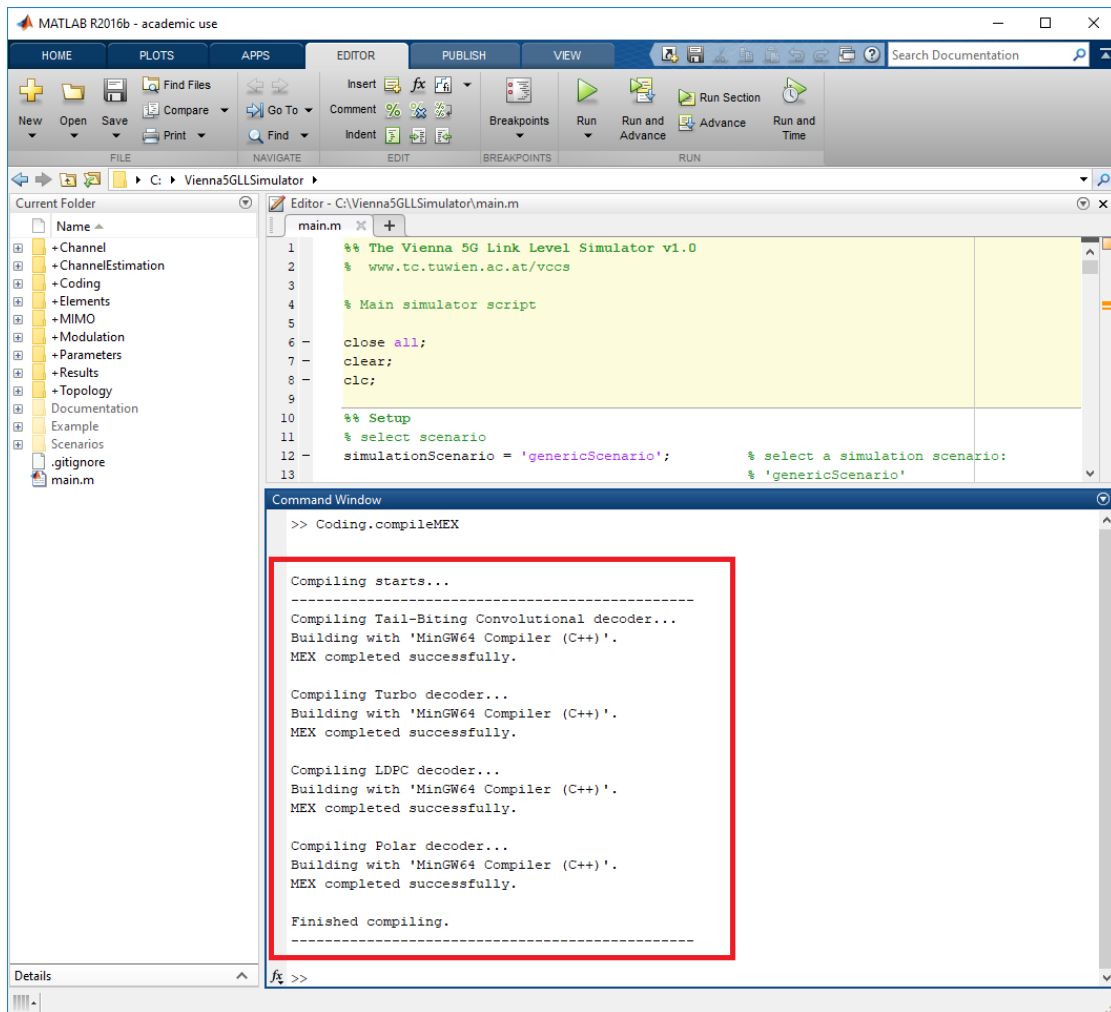 MATLAB R2016b - academic use
HOME PLOTS APPS EDITOR PUBLISH VIEW Search Documentation
New Open Save Find Files Compare Print
FILE
Go To Find
NAVIGATE
Insert fx
Comment
Indent
EDIT
Breakpoints
BREAKPOINTS
Run Run and Advance Run Section Advance Run and Time
RUN
C: Vienna5GLLSimulator
Current Folder
Name
+Channel
+ChannelEstimation
+Coding
+Elements
+MIMO
+Modulation
+Parameters
+Results
+Topology
Documentation
Example
Scenarios
.gitignore
main.m
Details
Editor - C:\Vienna5GLLSimulator\main.m
main.m
1 %% The Vienna 5G Link Level Simulator v1.0
2 % www.tc.tuwien.ac.at/vccs
3
4 % Main simulator script
5
6 - close all;
7 - clear;
8 - clc;
9
10 %% Setup
11 % select scenario
12 - simulationScenario = 'genericScenario'; % select a simulation scenario:
13 % 'genericScenario'
Command Window
>> Coding.compileMEX
Compiling starts...
------------------------------------------------
Compiling Tail-Biting Convolutional decoder...
Building with 'MinGW64 Compiler (C++)'.
MEX completed successfully.
Compiling Turbo decoder...
Building with 'MinGW64 Compiler (C++)'.
MEX completed successfully.
Compiling LDPC decoder...
Building with 'MinGW64 Compiler (C++)'.
MEX completed successfully.
Compiling Polar decoder...
Building with 'MinGW64 Compiler (C++)'.
MEX completed successfully.
Finished compiling.
------------------------------------------------
fx >>